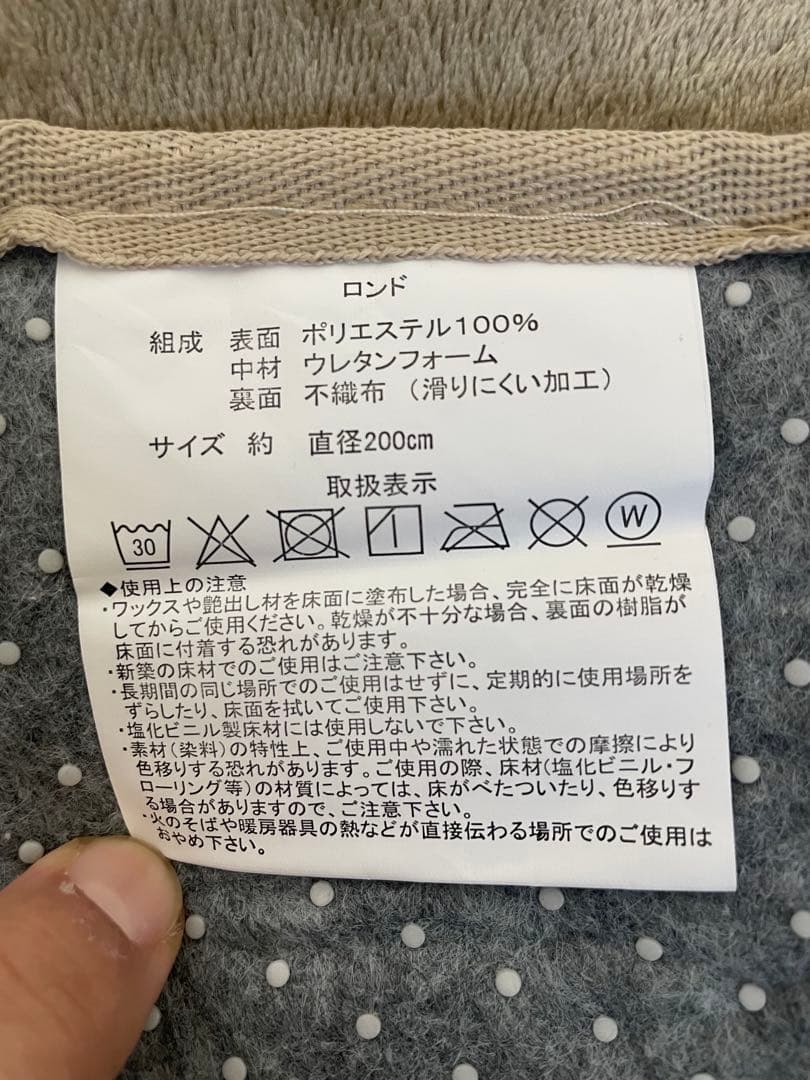 ロンド
組成 表面 ポリエステル100%
中材 ウレタンフォーム
裏面 不織布 (滑りにくい加工)
サイズ 約 直径200cm
取扱表示
30 W
◆使用上の注意
・ワックスや艶出し材を床面に塗布した場合、完全に床面が乾燥
してからご使用ください。乾燥が不十分な場合、裏面の樹脂が
床面に付着する恐れがあります。
・新築の床材でのご使用はご注意下さい。
・長期間の同じ場所でのご使用はせずに、定期的に使用場所を
ずらしたり、床面を拭いてご使用下さい。
・塩化ビニル製床材には使用しないで下さい。
・素材(染料)の特性上、ご使用中や濡れた状態での摩擦により
色移りする恐れがあります。ご使用の際、床材(塩化ビニル・フ
ローリング等)の材質によっては、床がべたついたり、色移りす
る場合がありますので、ご注意下さい。
・火のそばや暖房器具の熱などが直接伝わる場所でのご使用は
おやめ下さい。